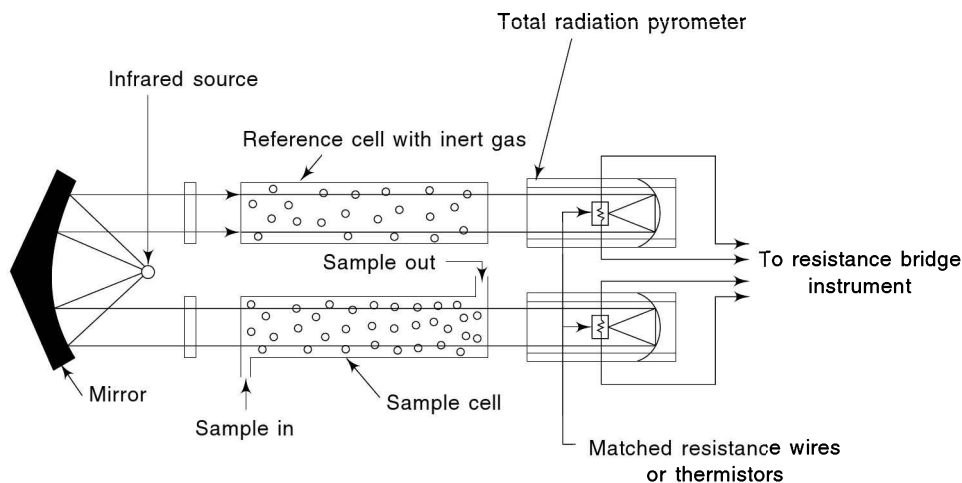 Total radiation pyrometer
Infrared source
Reference cell with inert gas
Sample out
To resistance bridge
instrument
Mirror
Sample cell
Sample in
Matched resistance wires
or thermistors